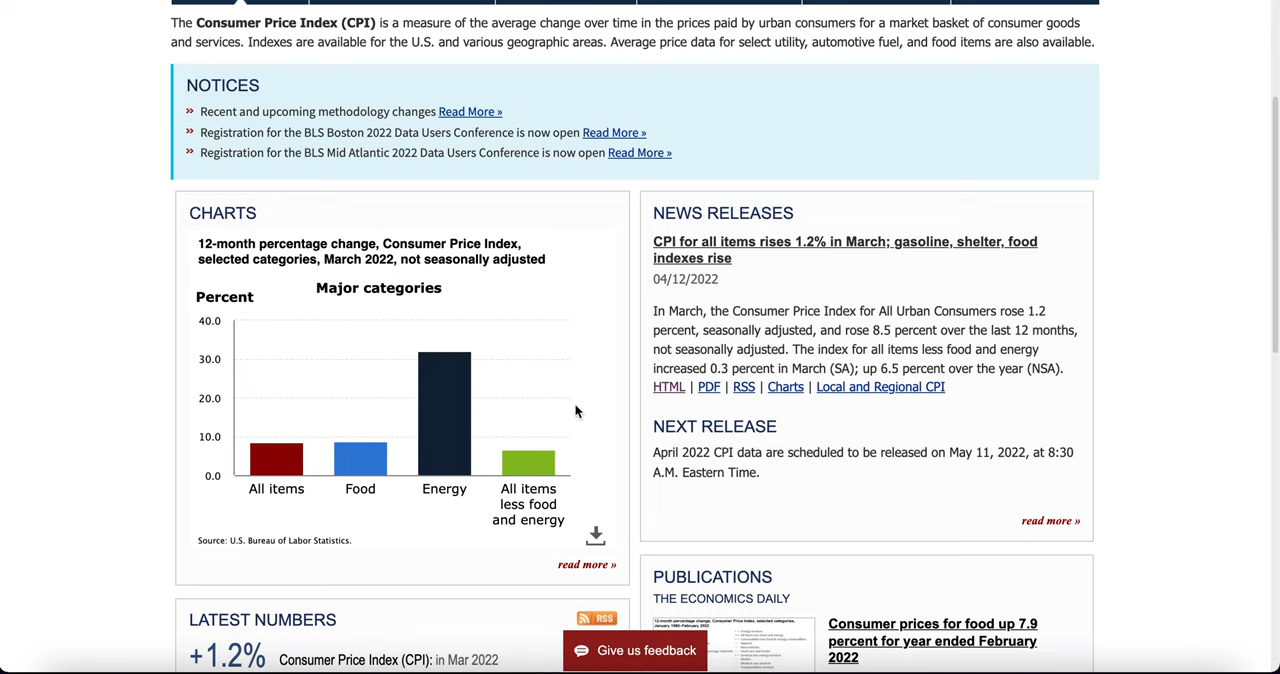 The Consumer Price Index (CPI) is a measure of the average change over time in the prices paid by urban consumers for a market basket of consumer goods
and services. Indexes are available for the U.S. and various geographic areas. Average price data for select utility, automotive fuel, and food items are also available.
NOTICES
» Recent and upcoming methodology changes Read More »
» Registration for the BLS Boston 2022 Data Users Conference is now open Read More »
» Registration for the BLS Mid Atlantic 2022 Data Users Conference is now open Read More »
CHARTS
12-month percentage change, Consumer Price Index,
selected categories, March 2022, not seasonally adjusted
Major categories
Percent
40.0
30.0
20.0
10.0
0.0
All items
Food
Energy
All items
less food
and energy
Source: U.S. Bureau of Labor Statistics.
read more »
NEWS RELEASES
CPI for all items rises 1.2% in March; gasoline, shelter, food
indexes rise
04/12/2022
In March, the Consumer Price Index for All Urban Consumers rose 1.2
percent, seasonally adjusted, and rose 8.5 percent over the last 12 months,
not seasonally adjusted. The index for all items less food and energy
increased 0.3 percent in March (SA); up 6.5 percent over the year (NSA).
HTML | PDF | RSS | Charts | Local and Regional CPI
NEXT RELEASE
April 2022 CPI data are scheduled to be released on May 11, 2022, at 8:30
A.M. Eastern Time.
read more »
LATEST NUMBERS
RSS
+1.2% Consumer Price Index (CPI): in Mar
Give us feedback
PUBLICATIONS
THE ECONOMICS DAILY
12-month percentage change, Consumer Price Index, selected categories,
Consumer prices for food up 7.9
percent for year ended February
2022